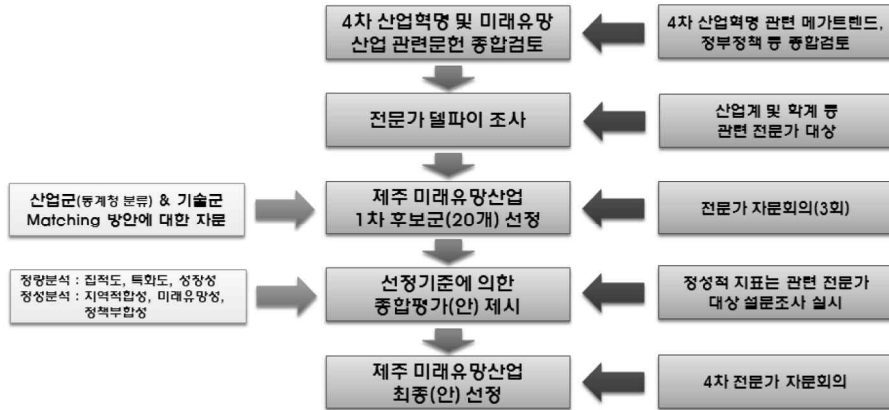 4차 산업혁명 및 미래유망
산업 관련문헌 종합검토
4차 산업혁명 관련 메가트렌드,
정부정책 등 종합검토
전문가 델파이 조사
산업계 및 학계 등
관련 전문가 대상
산업군(통계청 분류) & 기술군
Matching 방안에 대한 자문
제주 미래유망산업
1차 후보군(20개) 선정
전문가 자문회의(3회)
정량분석 : 집적도, 특화도, 성장성
정성분석 : 지역적합성, 미래유망성,
정책부합성
선정기준에 의한
종합평가(안) 제시
정성적 지표는 관련 전문가
대상 설문조사 실시
제주 미래유망산업
최종(안) 선정
4차 전문가 자문회의